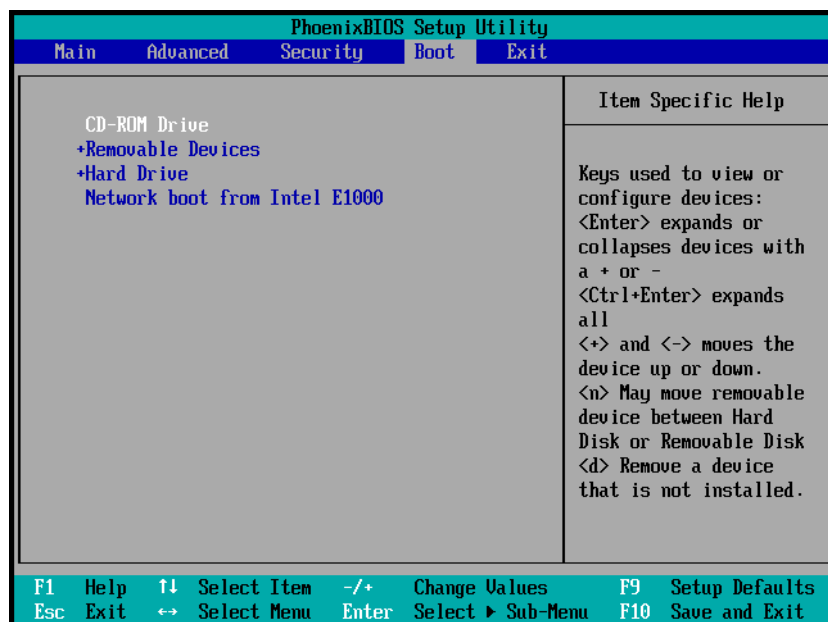 PhoenixBIOS Setup Utility
Main Advanced Security Boot Exit
CD-ROM Drive
+Removable Devices
+Hard Drive
Network boot from Intel E1000
Item Specific Help
Keys used to view or
configure devices:
<Enter> expands or
collapses devices with
a + or -
<Ctrl+Enter> expands
all
<+> and <-> moves the
device up or down.
<n> May move removable
device between Hard
Disk or Removable Disk
<d> Remove a device
that is not installed.
F1 Help ↑↓ Select Item -/+ Change Values F9 Setup Defaults
Esc Exit ↔ Select Menu Enter Select ▶ Sub-Menu F10 Save and Exit